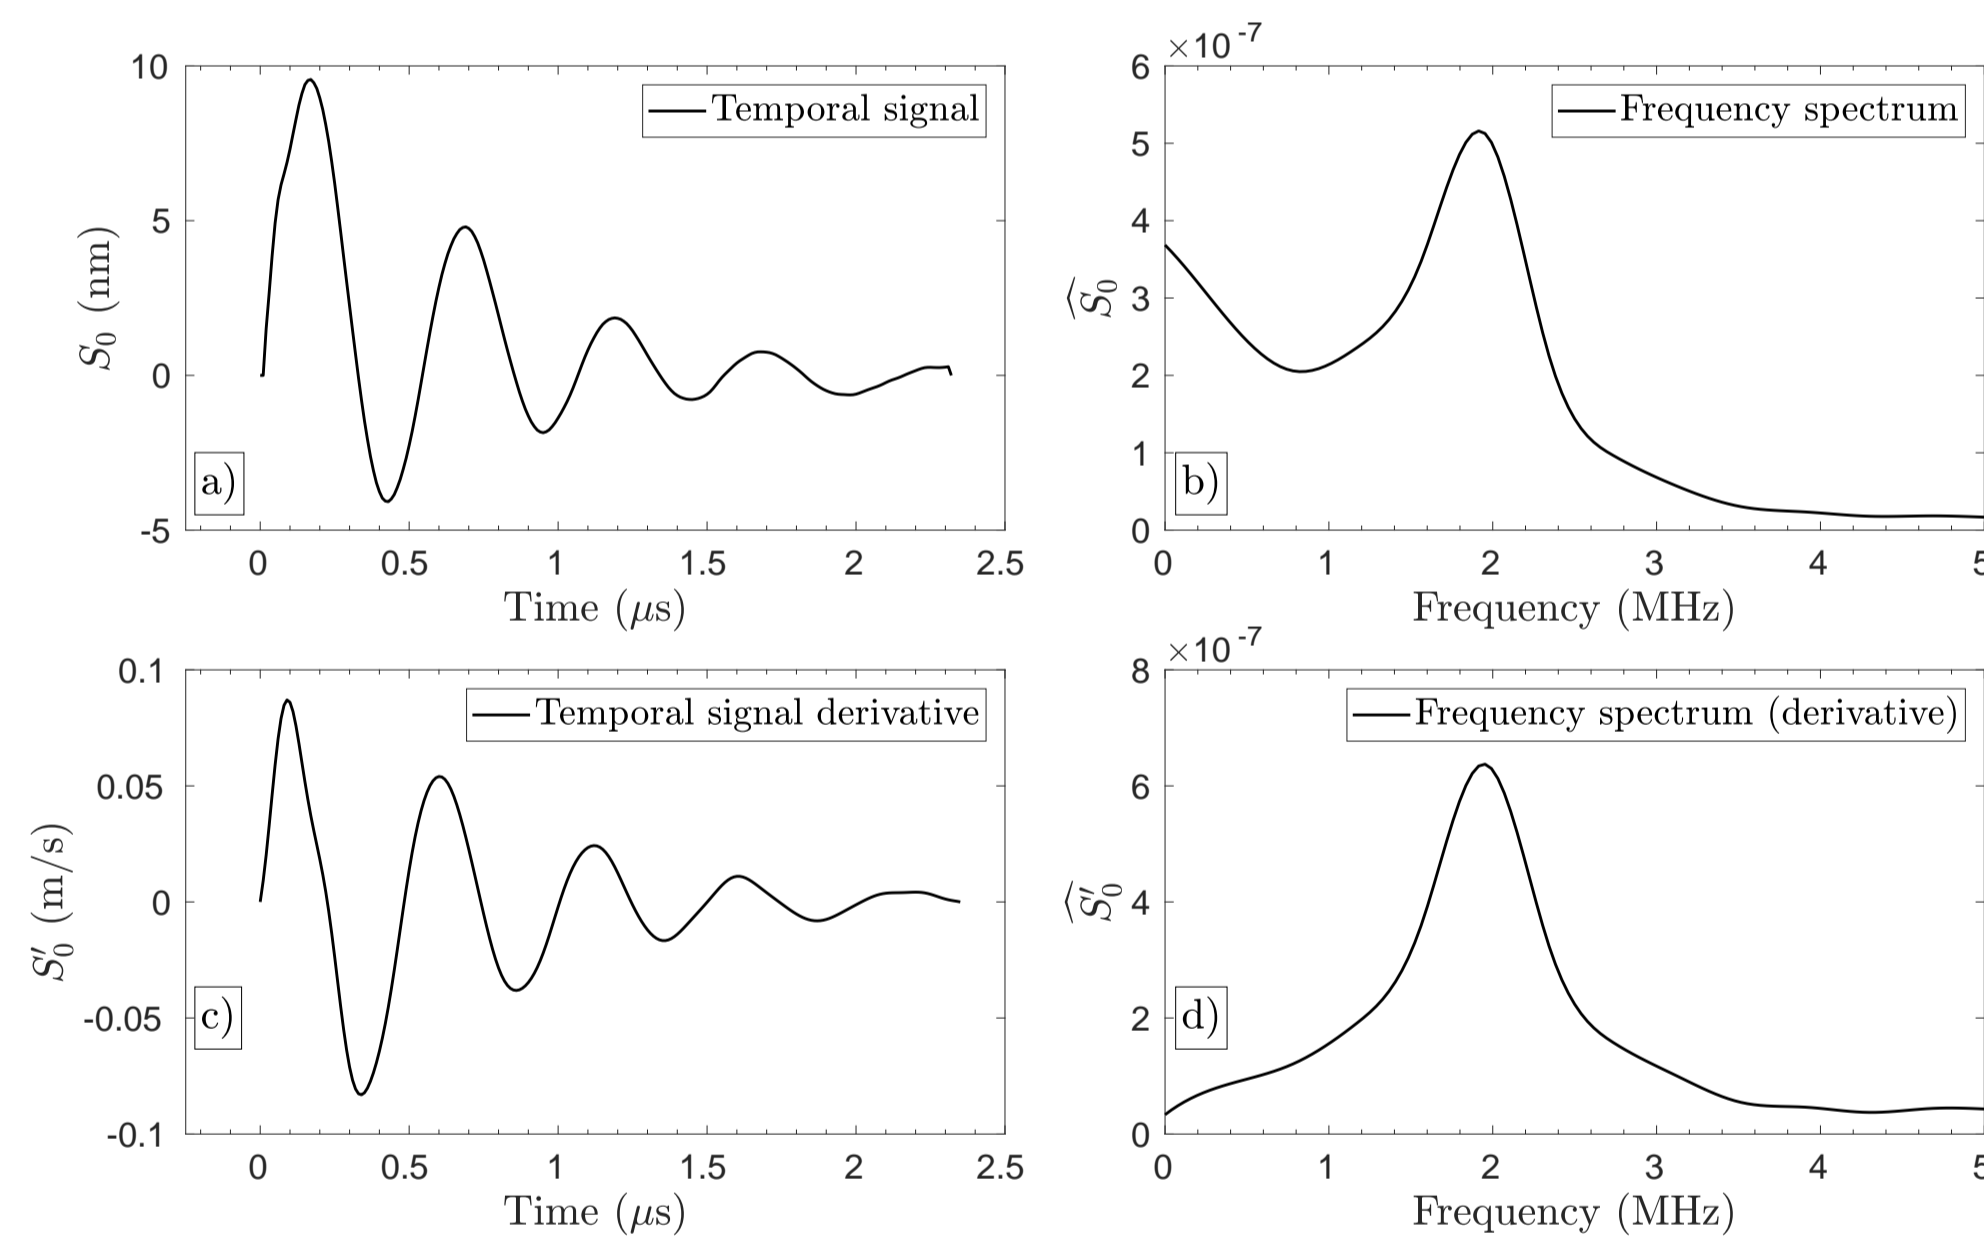 10
5
0
-5
S₀ (nm)
Temporal signal
a)
0 0.5 1 1.5 2 2.5
Time (μs)
×10⁻⁷
6
5
4
3
2
1
0
Ŝ₀
Frequency spectrum
b)
0 1 2 3 4 5
Frequency (MHz)
0.1
0.05
0
-0.05
-0.1
S′₀ (m/s)
Temporal signal derivative
c)
0 0.5 1 1.5 2 2.5
Time (μs)
×10⁻⁷
8
6
4
2
0
Ŝ′₀
Frequency spectrum (derivative)
d)
0 1 2 3 4 5
Frequency (MHz)